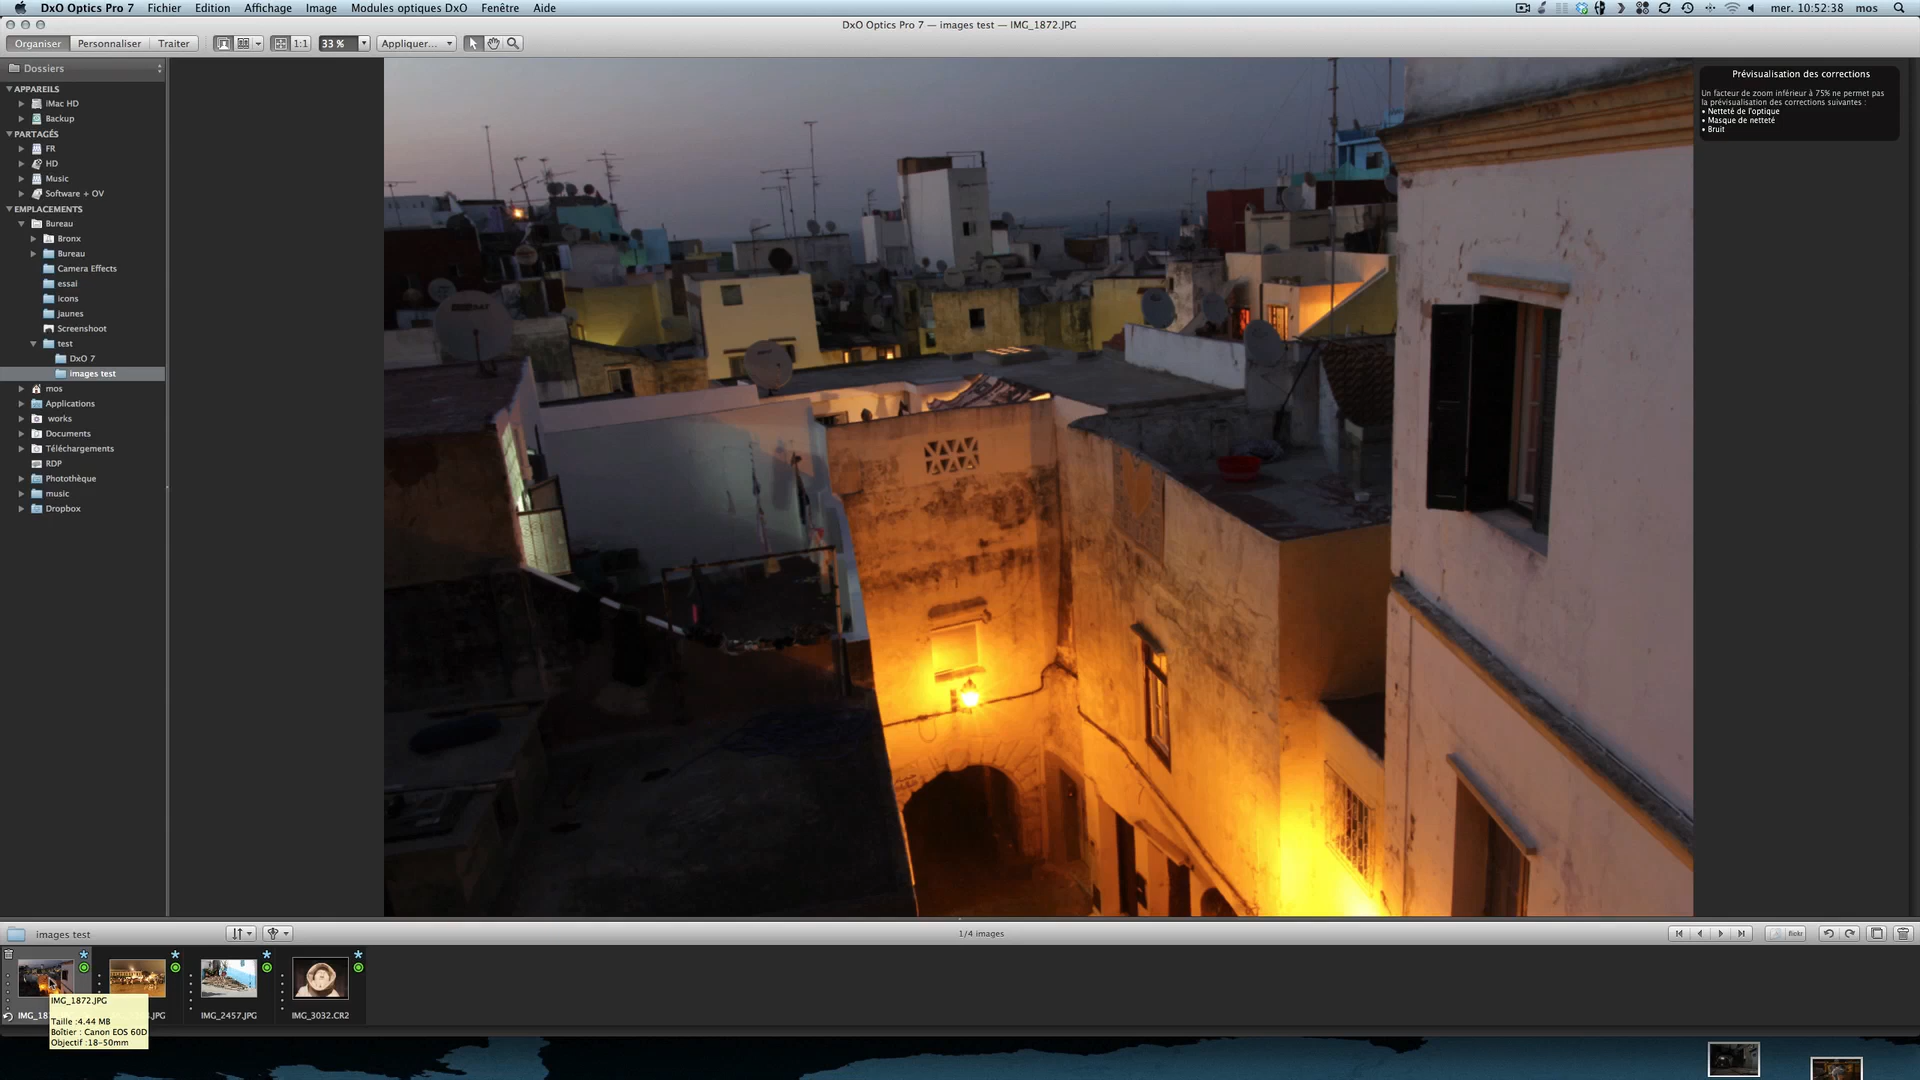 DxO Optics Pro 7 Fichier Edition Affichage Image Modules optiques DxO Fenêtre Aide mer. 10:52:38 mos
DxO Optics Pro 7 — images test — IMG_1872.JPG
Organiser Personnaliser Traiter 1:1 33 % Appliquer...
Dossiers
APPAREILS
iMac HD
Backup
PARTAGÉS
FR
HD
Music
Software + OV
EMPLACEMENTS
Bureau
Bronx
Bureau
Camera Effects
essai
icons
jaunes
Screenshoot
test
DxO 7
images test
mos
Applications
works
Documents
Téléchargements
RDP
Photothèque
music
Dropbox
Prévisualisation des corrections
Un facteur de zoom inférieur à 75% ne permet pas
la prévisualisation des corrections suivantes :
• Netteté de l'optique
• Masque de netteté
• Bruit
images test 1/4 images flickr
IMG_18 .JPG IMG_2457.JPG IMG_3032.CR2
IMG_1872.JPG
Taille :4.44 MB
Boîtier : Canon EOS 60D
Objectif :18-50mm